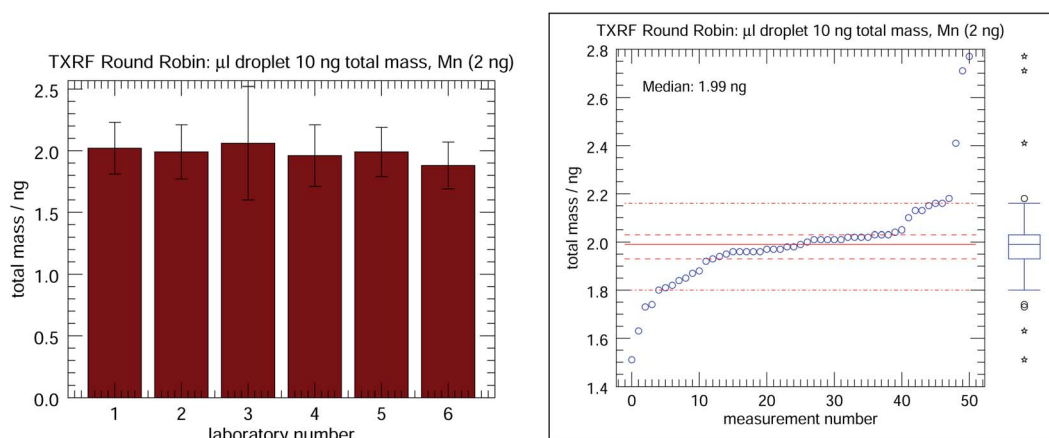 TXRF Round Robin: µl droplet 10 ng total mass, Mn (2 ng)
2.5
2.0
1.5
1.0
0.5
0.0
total mass / ng
1 2 3 4 5 6
laboratory number
TXRF Round Robin: µl droplet 10 ng total mass, Mn (2 ng)
Median: 1.99 ng
2.8
2.6
2.4
2.2
2.0
1.8
1.6
1.4
total mass / ng
0 10 20 30 40 50
measurement number